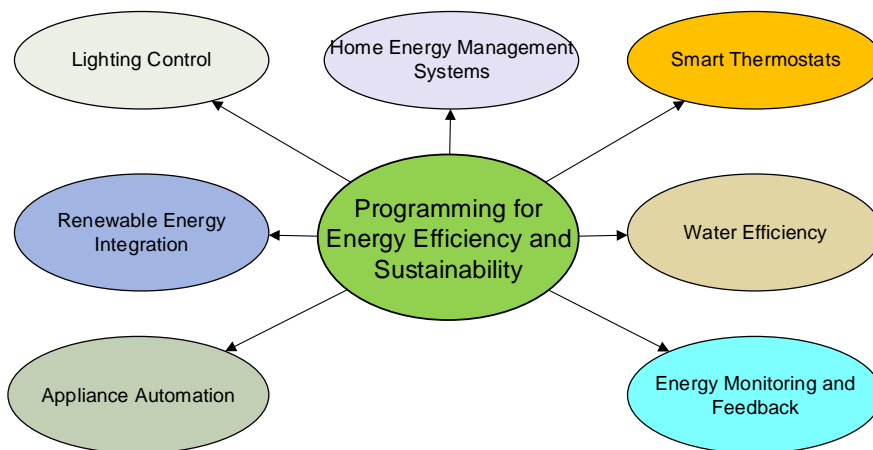 Lighting Control
Home Energy Management
Systems
Smart Thermostats
Renewable Energy
Integration
Programming for
Energy Efficiency and
Sustainability
Water Efficiency
Appliance Automation
Energy Monitoring and
Feedback